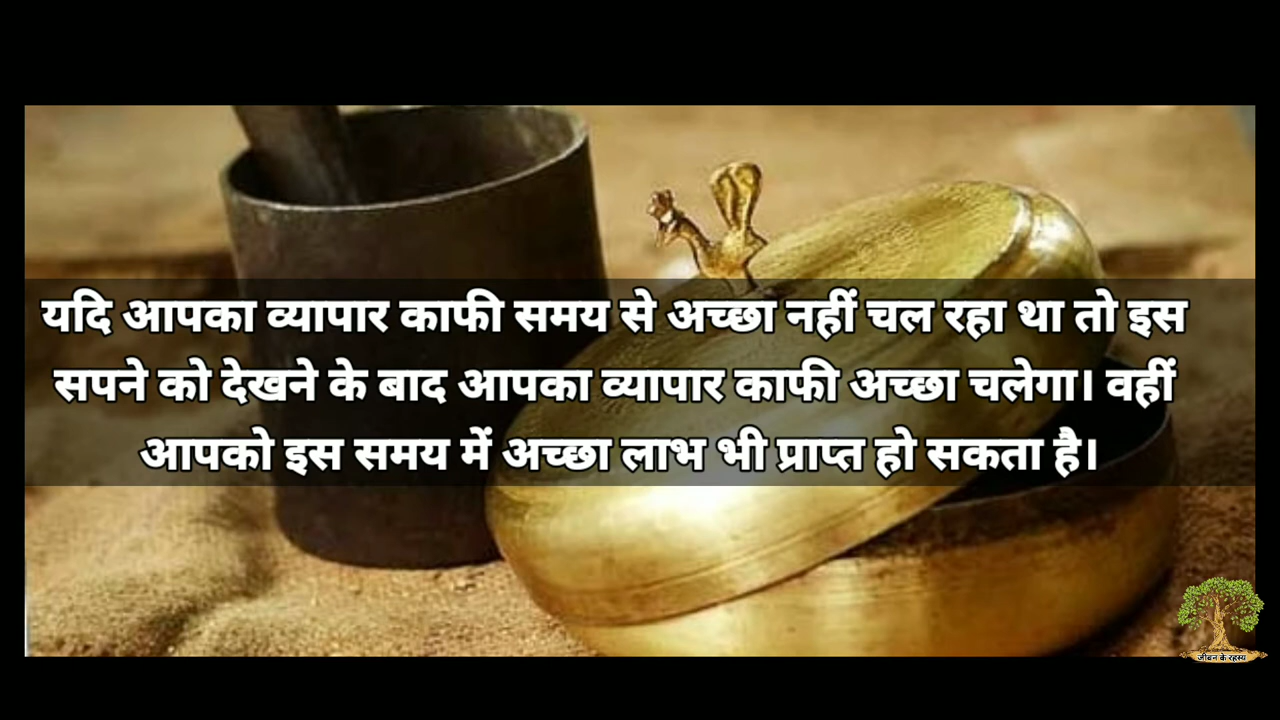 यदि आपका व्यापार काफी समय से अच्छा नहीं चल रहा था तो इस
सपने को देखने के बाद आपका व्यापार काफी अच्छा चलेगा। वहीं
आपको इस समय में अच्छा लाभ भी प्राप्त हो सकता है।
जीवन के रहस्य